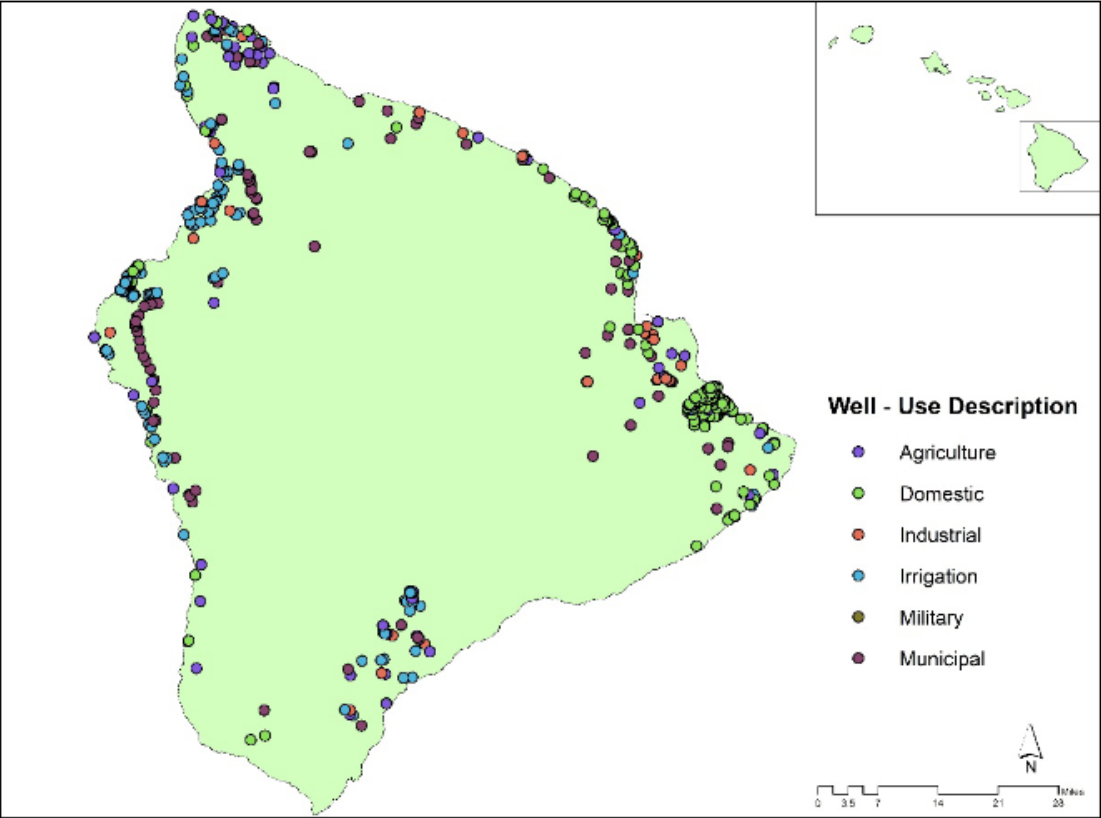 Well - Use Description
Agriculture
Domestic
Industrial
Irrigation
Military
Municipal
N
Miles
0 3.5 7 14 21 28